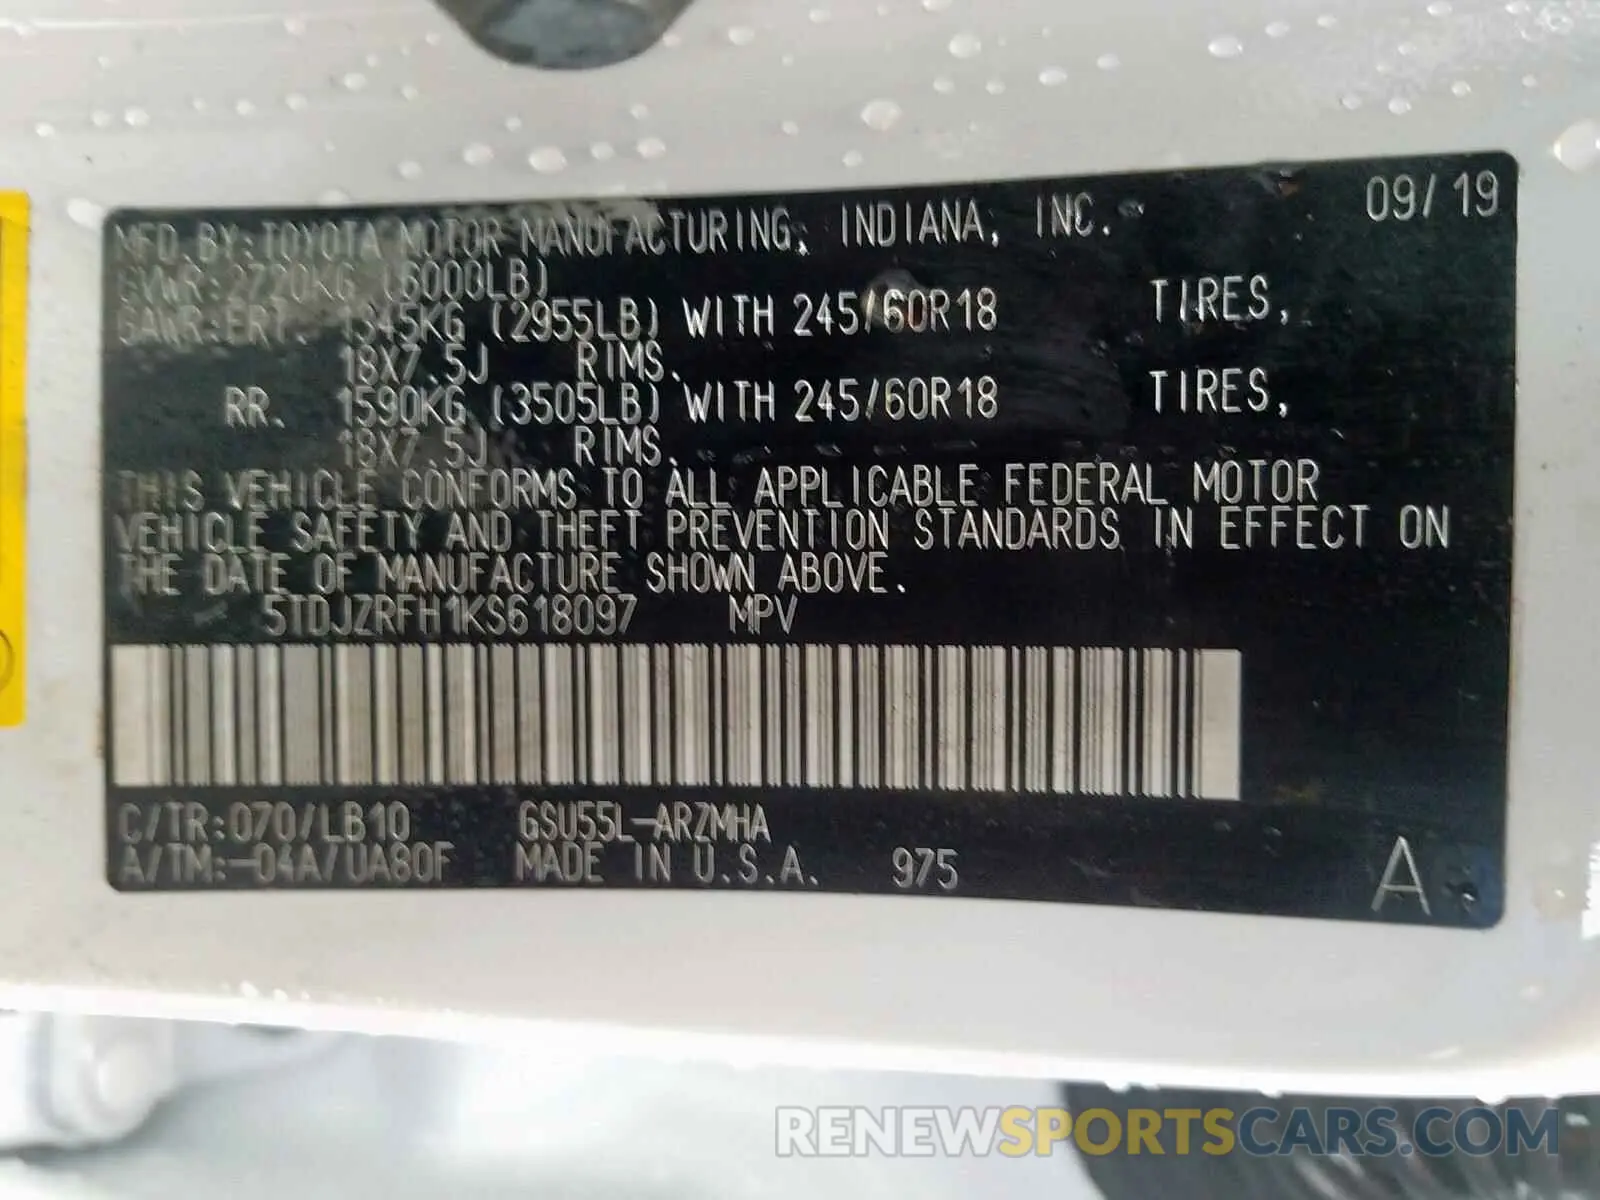 09/19
MFD.BY:TOYOTA MOTOR MANUFACTURING, INDIANA, INC.
GVWR:2720KG (6000LB)
GAWR:FRT. 1345KG (2955LB) WITH 245/60R18 TIRES,
18X7.5J RIMS.
RR. 1590KG (3505LB) WITH 245/60R18 TIRES,
18X7.5J RIMS.
THIS VEHICLE CONFORMS TO ALL APPLICABLE FEDERAL MOTOR
VEHICLE SAFETY AND THEFT PREVENTION STANDARDS IN EFFECT ON
THE DATE OF MANUFACTURE SHOWN ABOVE.
5TDJZRFH1KS618097 MPV
C/TR:070/LB10 GSU55L-ARZMHA
A/TM:-04A/UA80F MADE IN U.S.A. 975 A
RENEWSPORTSCARS.COM